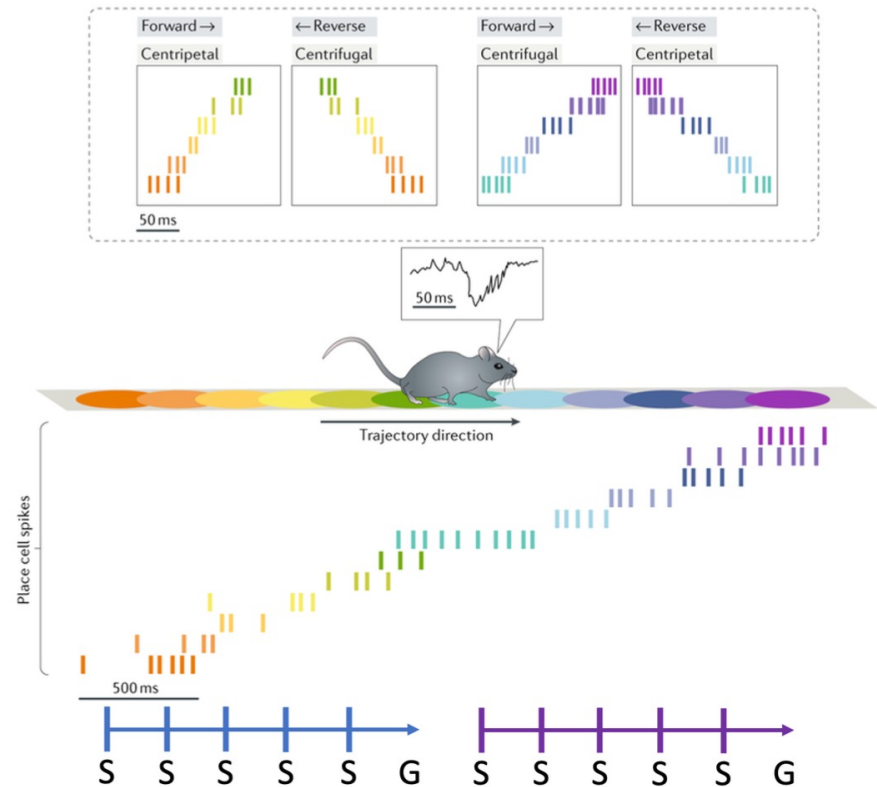 Forward→
←Reverse
Forward→
←Reverse
Centripetal
Centrifugal
Centrifugal
Centripetal
50 ms
50 ms
Trajectory direction
Place cell spikes
500 ms
S S S S G S S S S S G